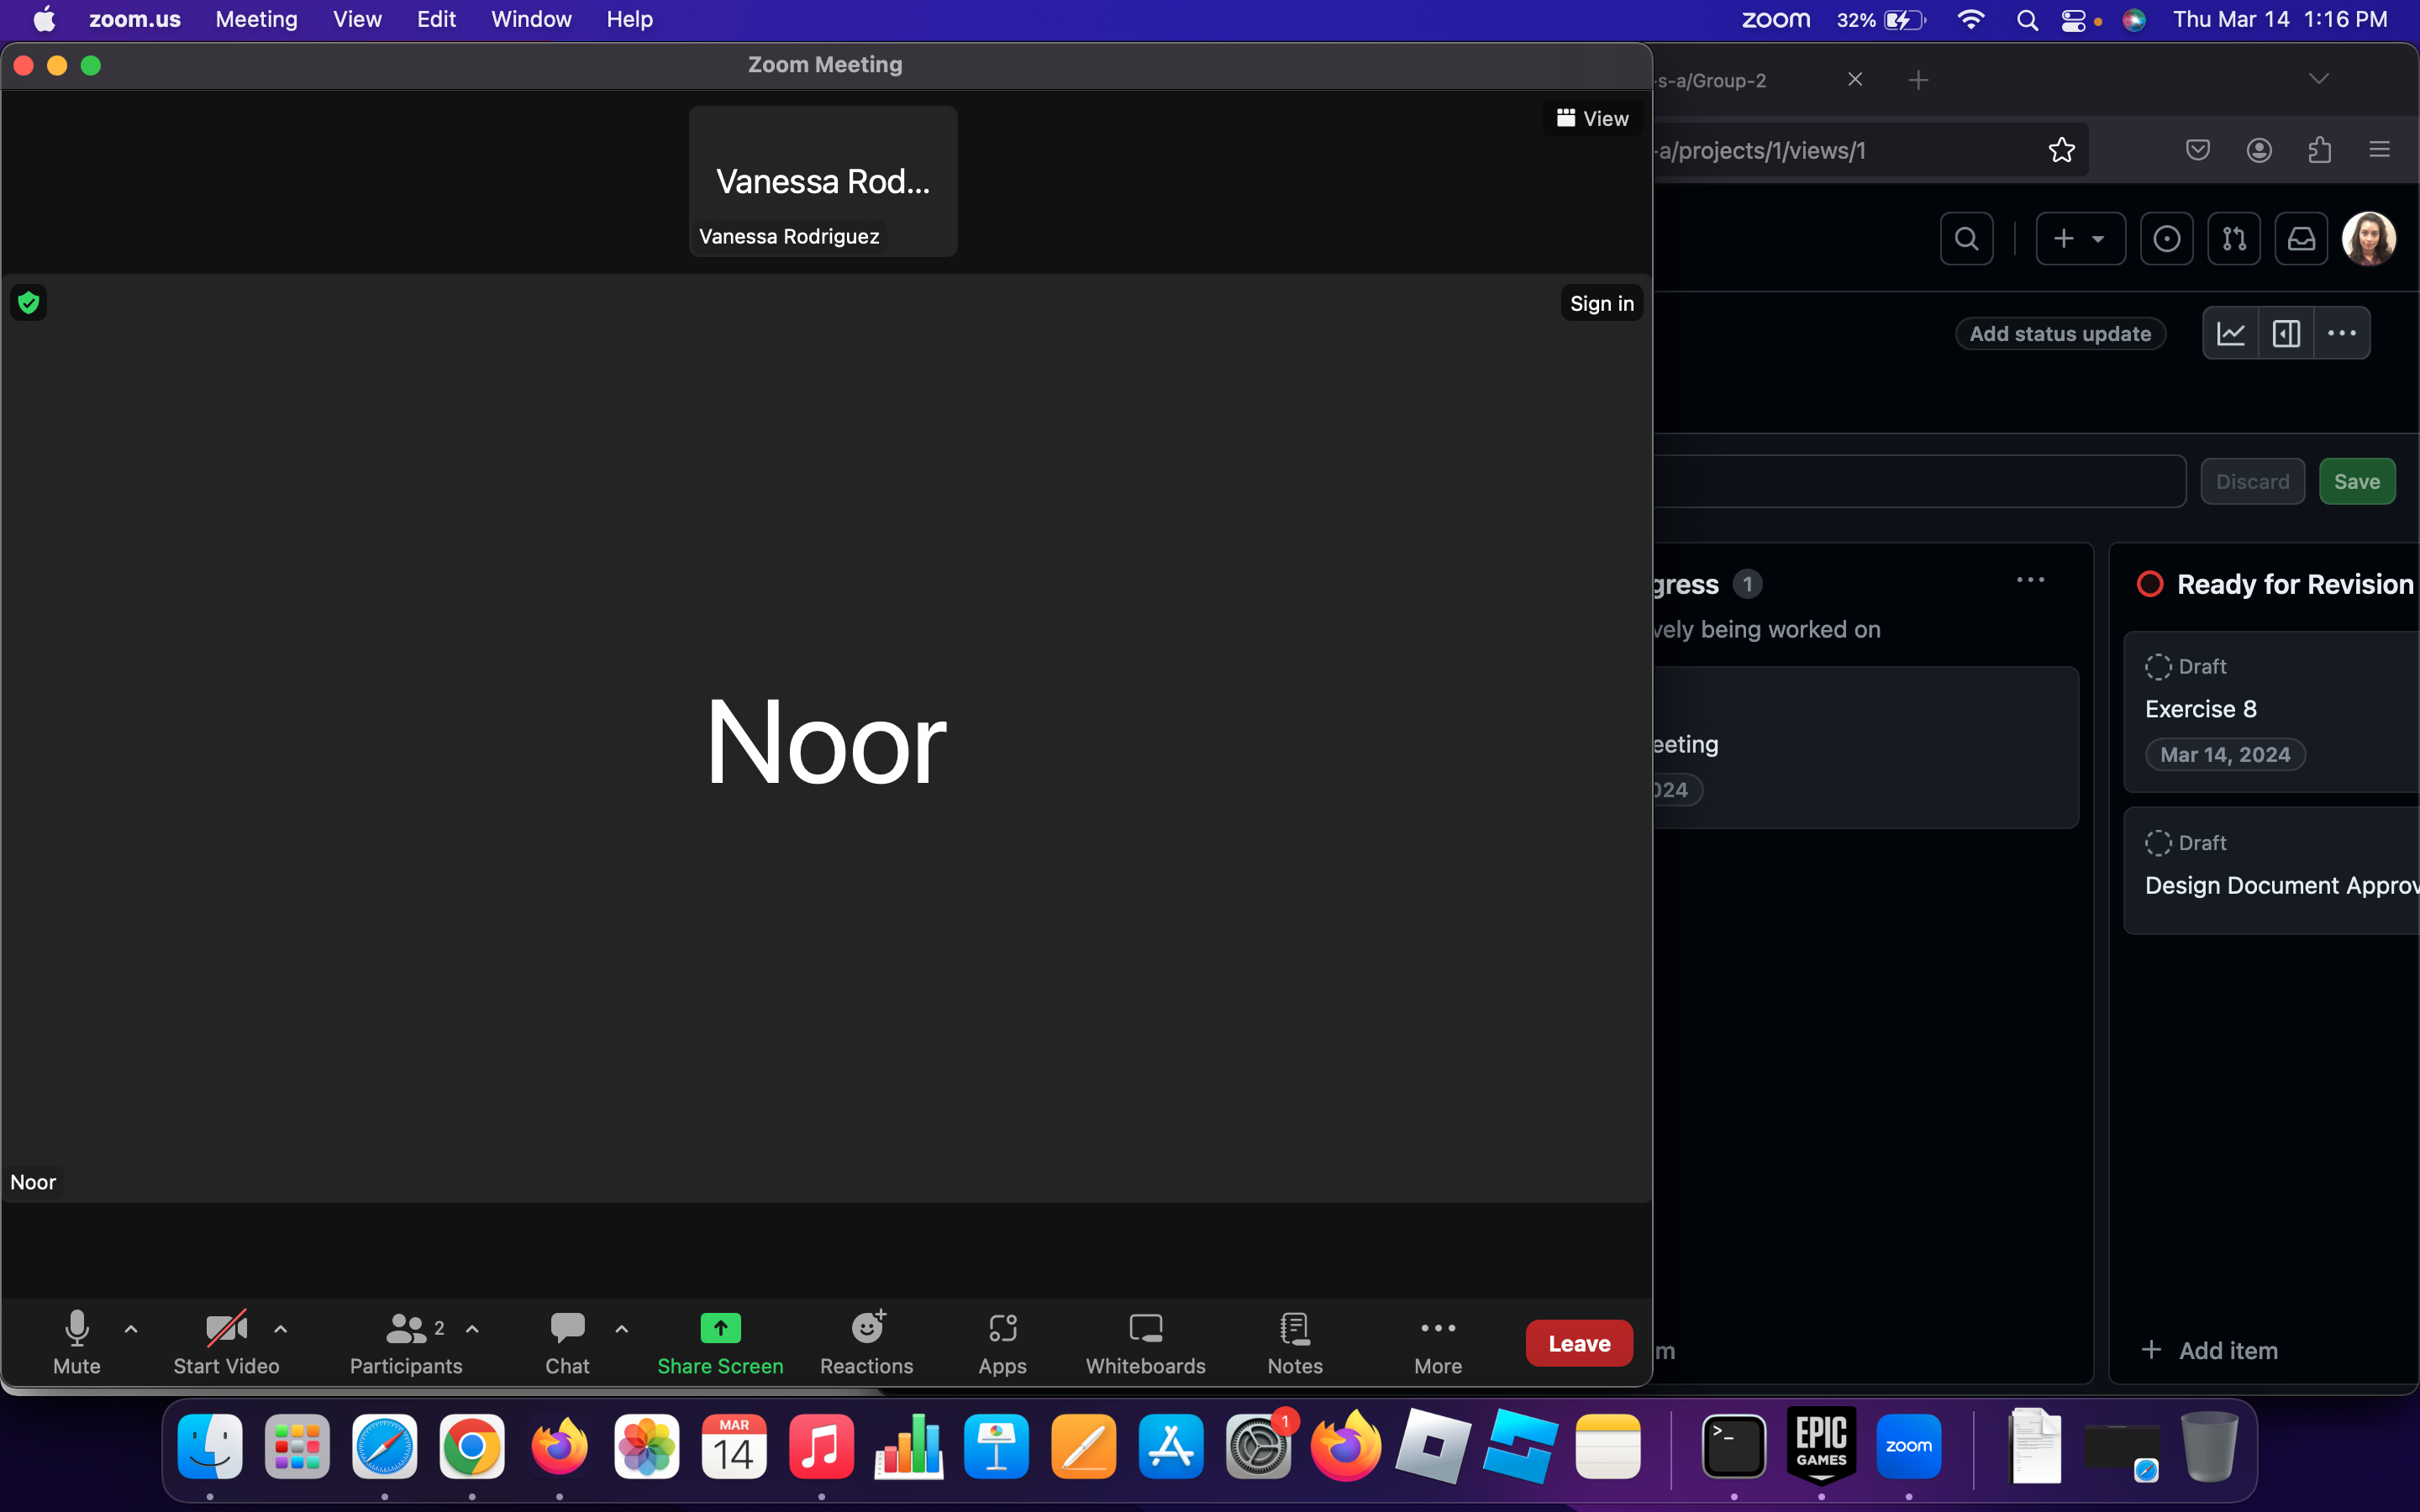 zoom.us Meeting View Edit Window Help
zoom 32% Thu Mar 14 1:16 PM
Zoom Meeting
-s-a/Group-2
View
-a/projects/1/views/1
Vanessa Rod...
Vanessa Rodriguez
Sign in
Add status update
Discard Save
gress 1
vely being worked on
eeting
024
Ready for Revision
Draft
Exercise 8
Mar 14, 2024
Draft
Design Document Approv
Noor
Noor
m
Add item
2
Mute Start Video Participants Chat Share Screen Reactions Apps Whiteboards Notes More Leave
MAR
14
1
>_
EPIC
GAMES
zoom